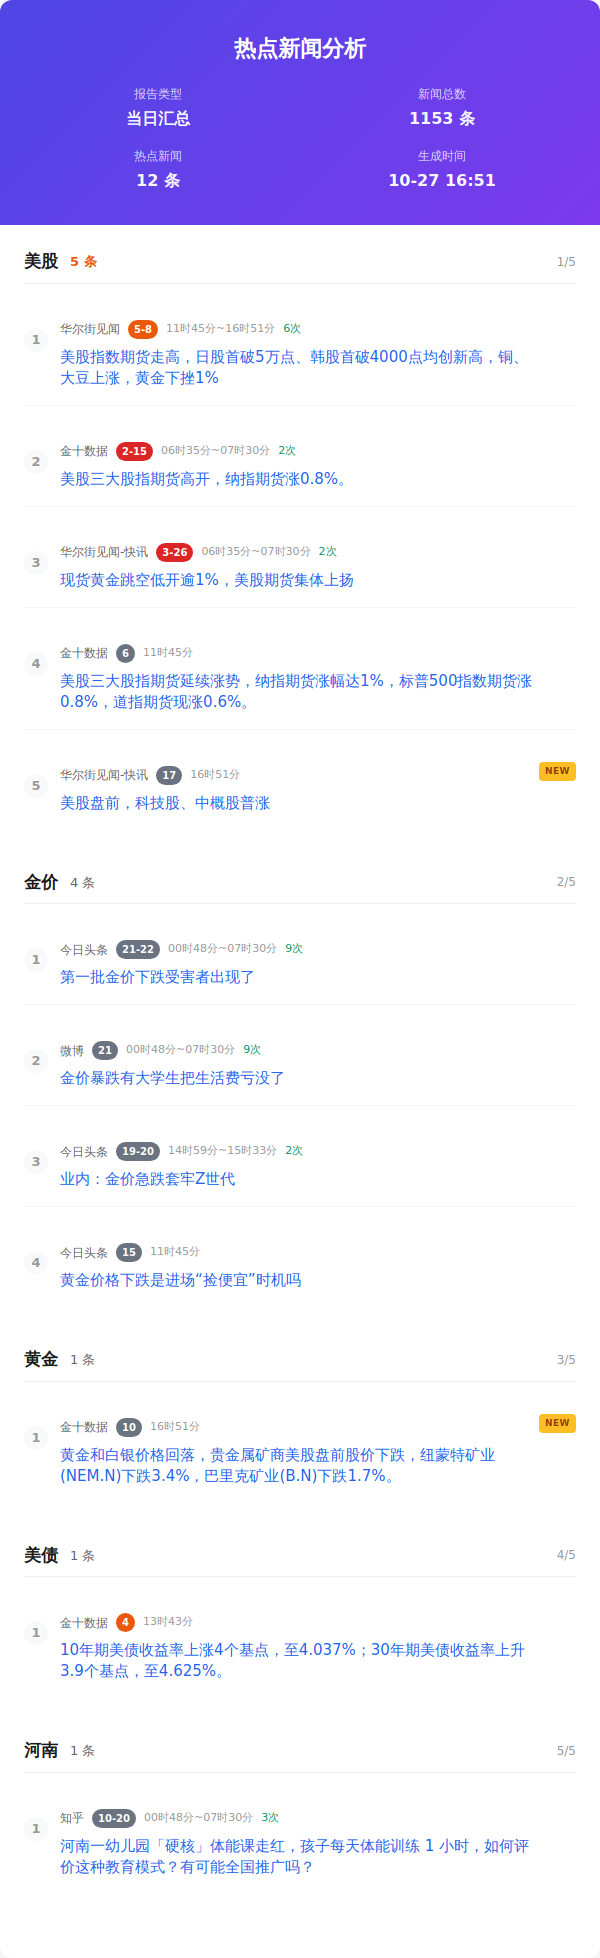 热点新闻分析
报告类型
新闻总数
当日汇总
1153 条
热点新闻
生成时间
12 条
10-27 16:51
美股 5 条 1/5
1
华尔街见闻 5-8 11时45分~16时51分 6次
美股指数期货走高，日股首破5万点、韩股首破4000点均创新高，铜、
大豆上涨，黄金下挫1%
2
金十数据 2-15 06时35分~07时30分 2次
美股三大股指期货高开，纳指期货涨0.8%。
3
华尔街见闻-快讯 3-26 06时35分~07时30分 2次
现货黄金跳空低开逾1%，美股期货集体上扬
4
金十数据 6 11时45分
美股三大股指期货延续涨势，纳指期货涨幅达1%，标普500指数期货涨
0.8%，道指期货现涨0.6%。
5
华尔街见闻-快讯 17 16时51分 NEW
美股盘前，科技股、中概股普涨
金价 4 条 2/5
1
今日头条 21-22 00时48分~07时30分 9次
第一批金价下跌受害者出现了
2
微博 21 00时48分~07时30分 9次
金价暴跌有大学生把生活费亏没了
3
今日头条 19-20 14时59分~15时33分 2次
业内：金价急跌套牢Z世代
4
今日头条 15 11时45分
黄金价格下跌是进场“捡便宜”时机吗
黄金 1 条 3/5
1
金十数据 10 16时51分 NEW
黄金和白银价格回落，贵金属矿商美股盘前股价下跌，纽蒙特矿业
(NEM.N)下跌3.4%，巴里克矿业(B.N)下跌1.7%。
美债 1 条 4/5
1
金十数据 4 13时43分
10年期美债收益率上涨4个基点，至4.037%；30年期美债收益率上升
3.9个基点，至4.625%。
河南 1 条 5/5
1
知乎 10-20 00时48分~07时30分 3次
河南一幼儿园「硬核」体能课走红，孩子每天体能训练 1 小时，如何评
价这种教育模式？有可能全国推广吗？